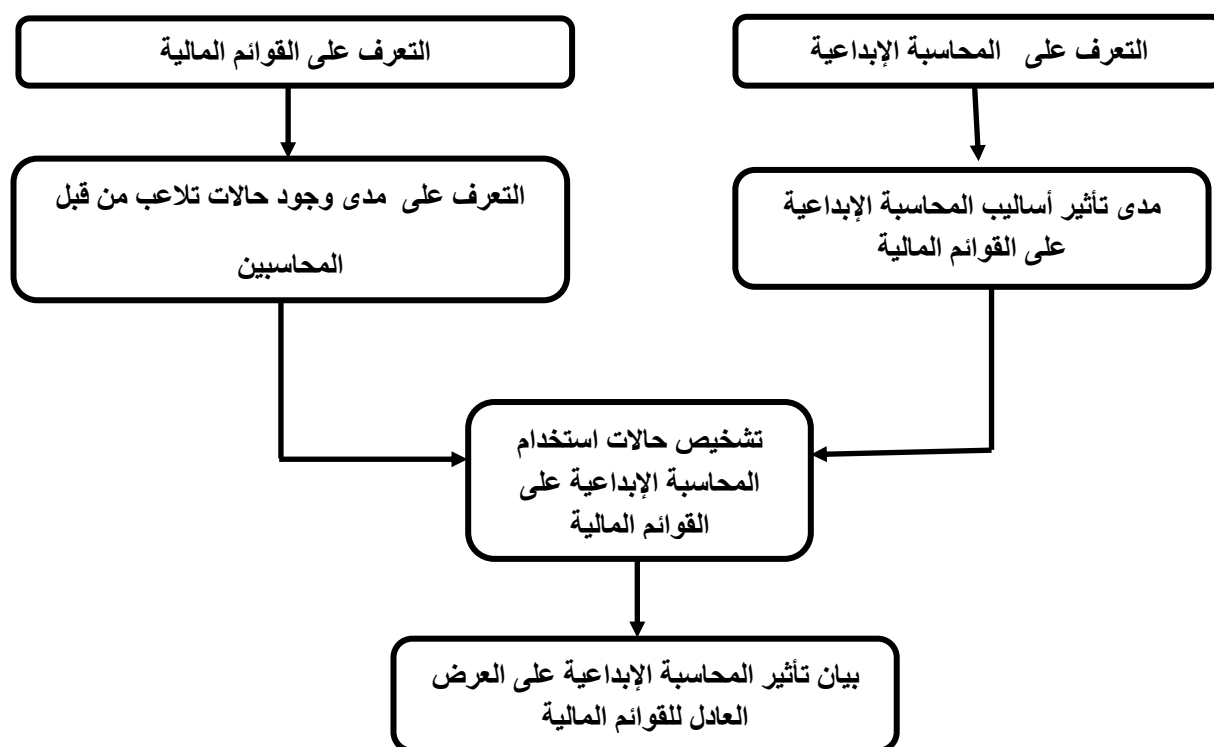 التعرف على المحاسبة الإبداعية
التعرف على القوائم المالية
مدى تأثير أساليب المحاسبة الإبداعية
على القوائم المالية
التعرف على مدى وجود حالات تلاعب من قبل
المحاسبين
تشخيص حالات استخدام
المحاسبة الإبداعية على
القوائم المالية
بيان تأثير المحاسبة الإبداعية على العرض
العادل للقوائم المالية